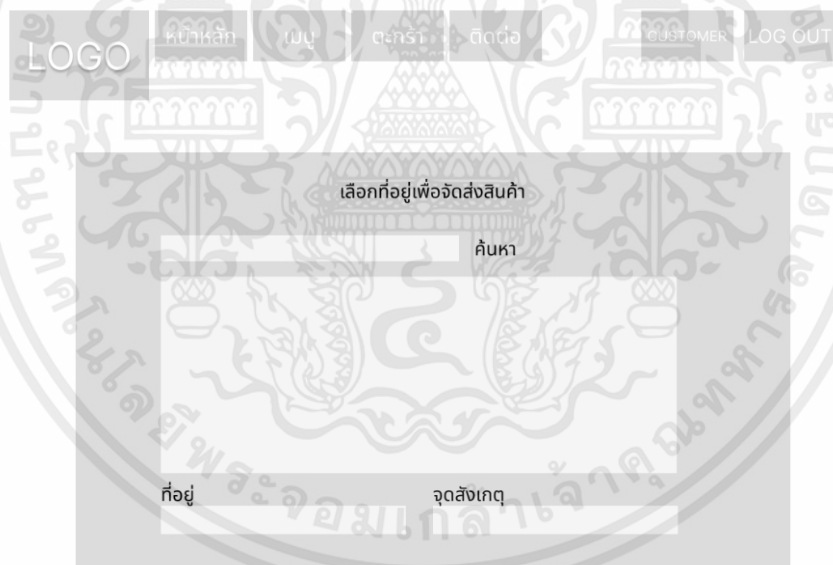 LOGO
หน้าหลัก
เมนู
ตะกร้า
ติดต่อ
CUSTOMER
LOG OUT
เลือกที่อยู่เพื่อจัดส่งสินค้า
ค้นหา
ที่อยู่
จุดสังเกตุ